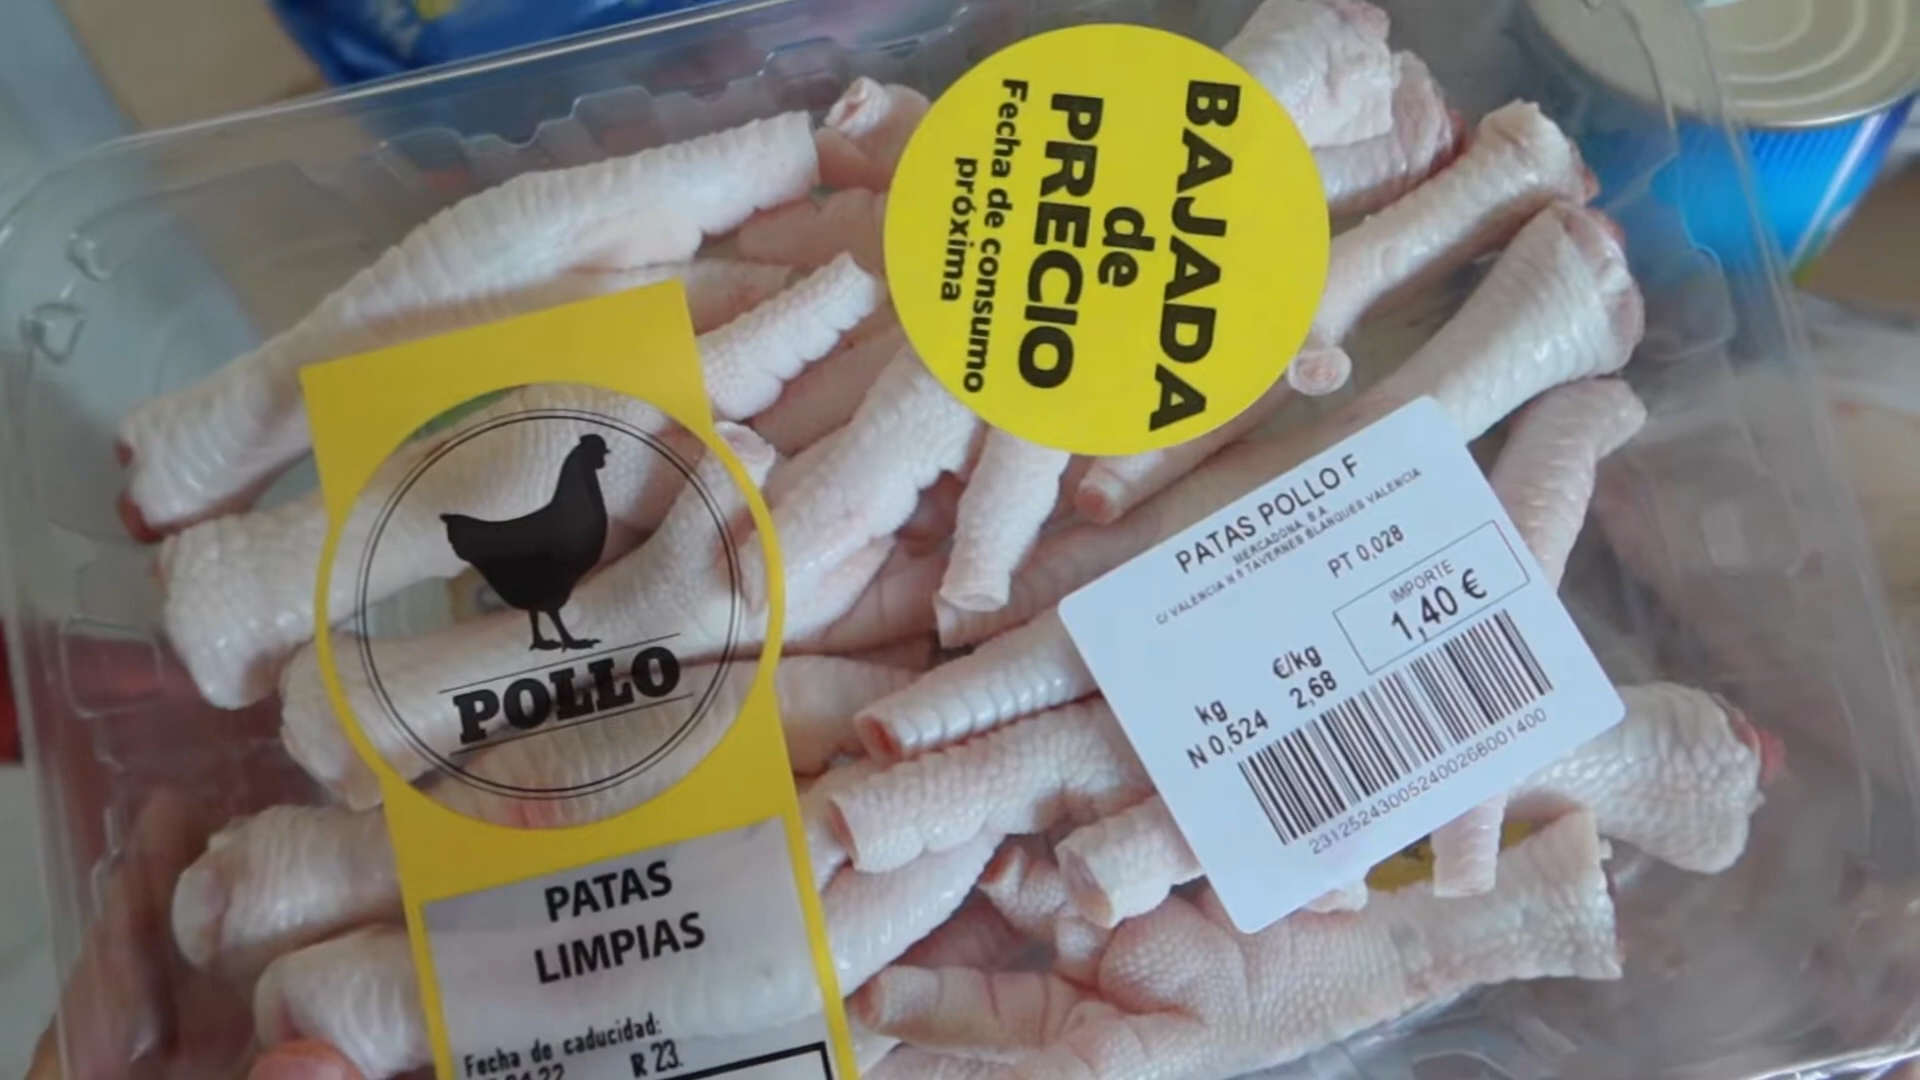 BAJADA
de
PRECIO
Fecha de consumo
próxima
POLLO
PATAS
LIMPIAS
Fecha de caducidad:
R 23.
PATAS POLLO F
MERCADONA, S.A.
C/ VALENCIA N 5 TAVERNES BLANQUES VALENCIA
PT 0,028
IMPORTE
1,40 €
kg €/kg
N 0,524 2,68
231252430052400268001400